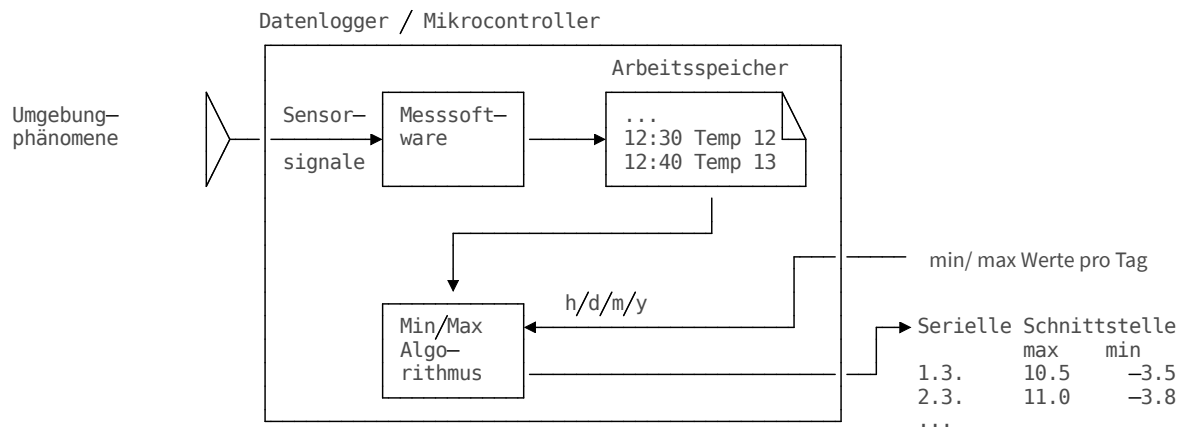 Datenlogger / Mikrocontroller
Arbeitsspeicher
Umgebung–
phänomene
Sensor–
signale
Messsoft–
ware
...
12:30 Temp 12
12:40 Temp 13
min/ max Werte pro Tag
h/d/m/y
Min/Max
Algo–
rithmus
Serielle Schnittstelle
max min
1.3. 10.5 –3.5
2.3. 11.0 –3.8
...